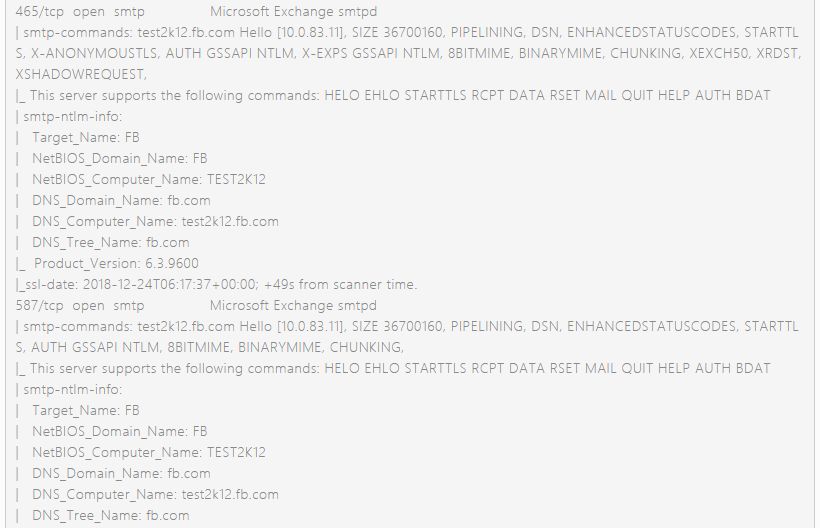 465/tcp  open  smtp               Microsoft Exchange smtpd
| smtp-commands: test2k12.fb.com Hello [10.0.83.11], SIZE 36700160, PIPELINING, DSN, ENHANCEDSTATUSCODES, STARTTL
S, X-ANONYMOUSTLS, AUTH GSSAPI NTLM, X-EXPS GSSAPI NTLM, 8BITMIME, BINARYMIME, CHUNKING, XEXCH50, XRDST,
XSHADOWREQUEST,
|_ This server supports the following commands: HELO EHLO STARTTLS RCPT DATA RSET MAIL QUIT HELP AUTH BDAT
| smtp-ntlm-info:
|   Target_Name: FB
|   NetBIOS_Domain_Name: FB
|   NetBIOS_Computer_Name: TEST2K12
|   DNS_Domain_Name: fb.com
|   DNS_Computer_Name: test2k12.fb.com
|   DNS_Tree_Name: fb.com
|_  Product_Version: 6.3.9600
|_ssl-date: 2018-12-24T06:17:37+00:00; +49s from scanner time.
587/tcp  open  smtp               Microsoft Exchange smtpd
| smtp-commands: test2k12.fb.com Hello [10.0.83.11], SIZE 36700160, PIPELINING, DSN, ENHANCEDSTATUSCODES, STARTTL
S, AUTH GSSAPI NTLM, 8BITMIME, BINARYMIME, CHUNKING,
|_ This server supports the following commands: HELO EHLO STARTTLS RCPT DATA RSET MAIL QUIT HELP AUTH BDAT
| smtp-ntlm-info:
|   Target_Name: FB
|   NetBIOS_Domain_Name: FB
|   NetBIOS_Computer_Name: TEST2K12
|   DNS_Domain_Name: fb.com
|   DNS_Computer_Name: test2k12.fb.com
|   DNS_Tree_Name: fb.com